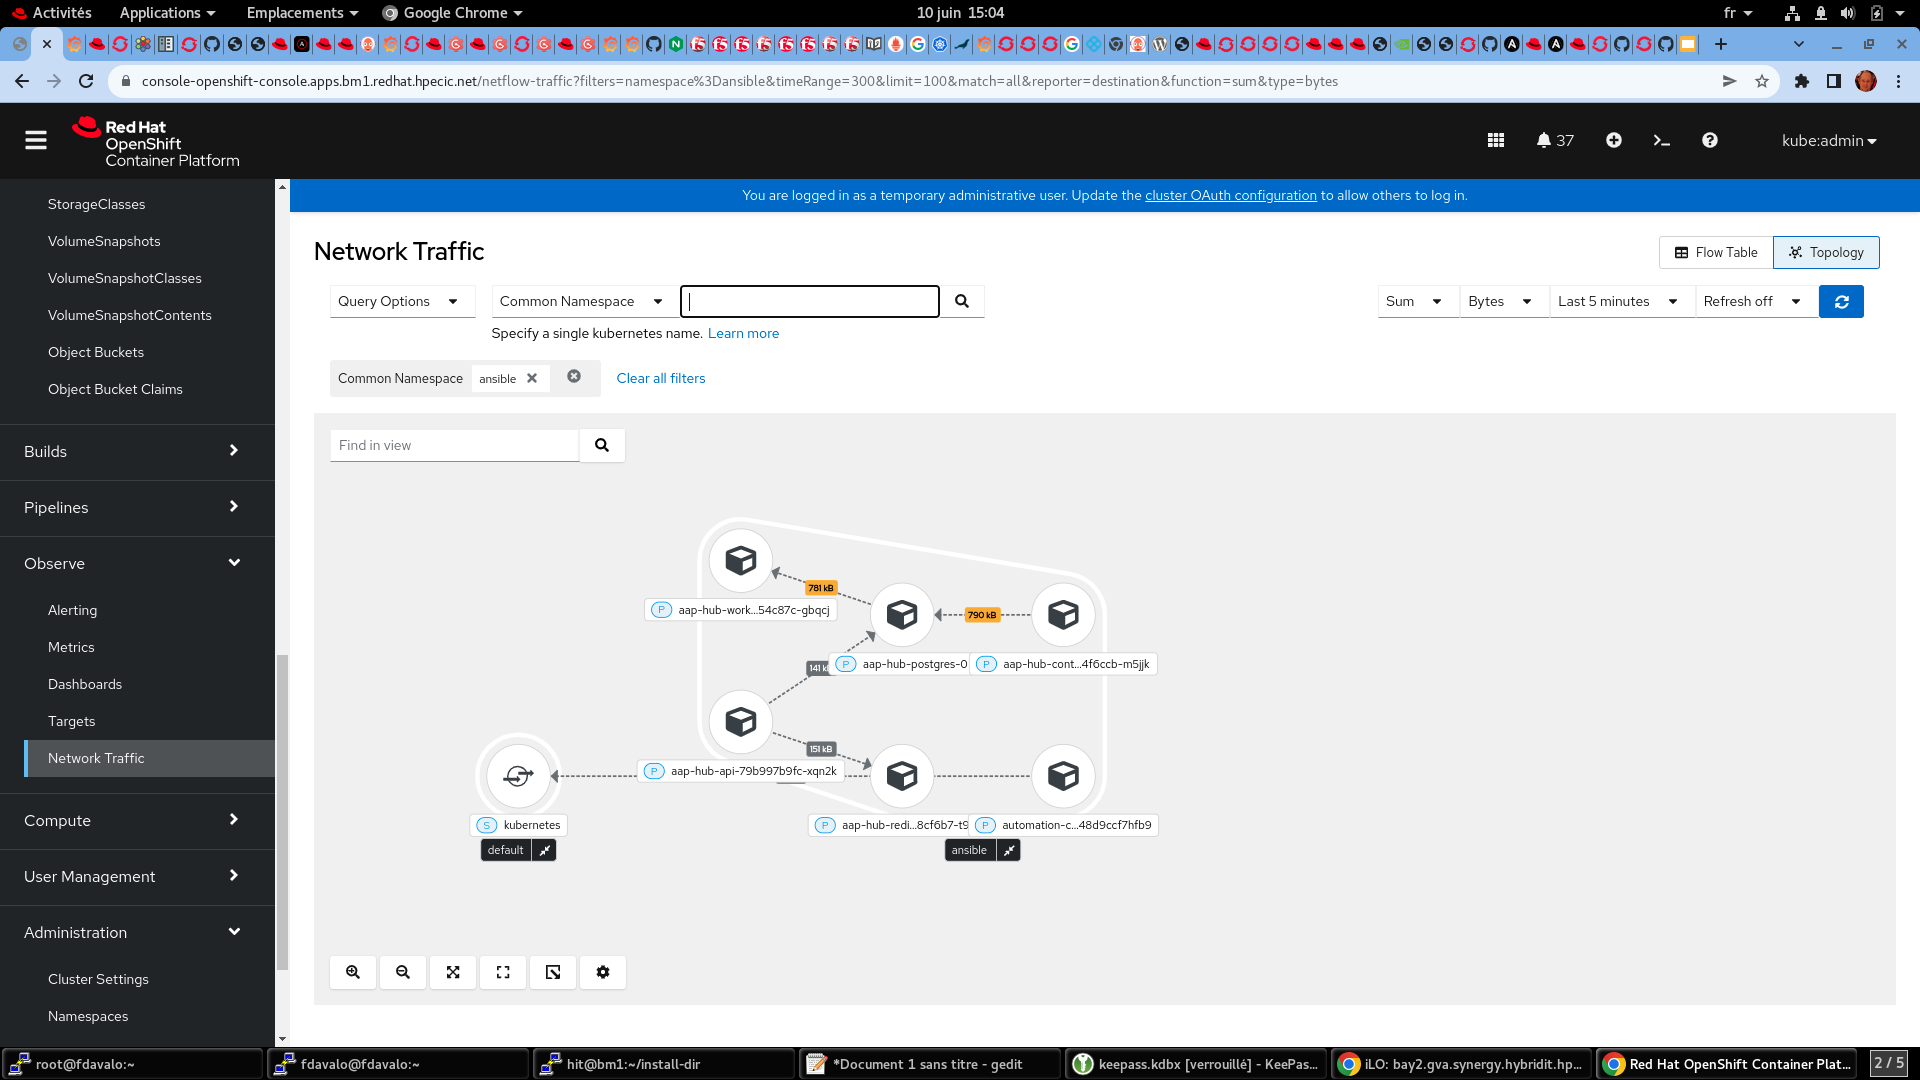 Activités
Applications
Emplacements
Google Chrome
10 juin 15:04
fr
console-openshift-console.apps.bm1.redhat.hpecic.net/netflow-traffic?filters=namespace%3Dansible&timeRange=300&limit=100&match=all&reporter=destination&function=sum&type=bytes
Red Hat
OpenShift
Container Platform
37
kube:admin
You are logged in as a temporary administrative user. Update the cluster OAuth configuration to allow others to log in.
StorageClasses
VolumeSnapshots
VolumeSnapshotClasses
VolumeSnapshotContents
Object Buckets
Object Bucket Claims
Builds
Pipelines
Observe
Alerting
Metrics
Dashboards
Targets
Network Traffic
Compute
User Management
Administration
Cluster Settings
Namespaces
Network Traffic
Flow Table
Topology
Query Options
Common Namespace
Sum
Bytes
Last 5 minutes
Refresh off
Specify a single kubernetes name. Learn more
Common Namespace
ansible
Clear all filters
Find in view
781 kB
P aap-hub-work...54c87c-gbqcj
790 kB
P aap-hub-postgres-0
P aap-hub-cont...4f6ccb-m5jjk
151 kB
P aap-hub-api-79b997b9fc-xqn2k
S kubernetes
P aap-hub-redi...8cf6b7-t9
P automation-c...48d9ccf7hfb9
default
ansible
root@fdavalo:~
fdavalo@fdavalo:~
hit@bm1:~/install-dir
*Document 1 sans titre - gedit
keepass.kdbx [verrouillé] - KeePas...
iLO: bay2.gva.synergy.hybridit.hp...
Red Hat OpenShift Container Plat...
2 / 5